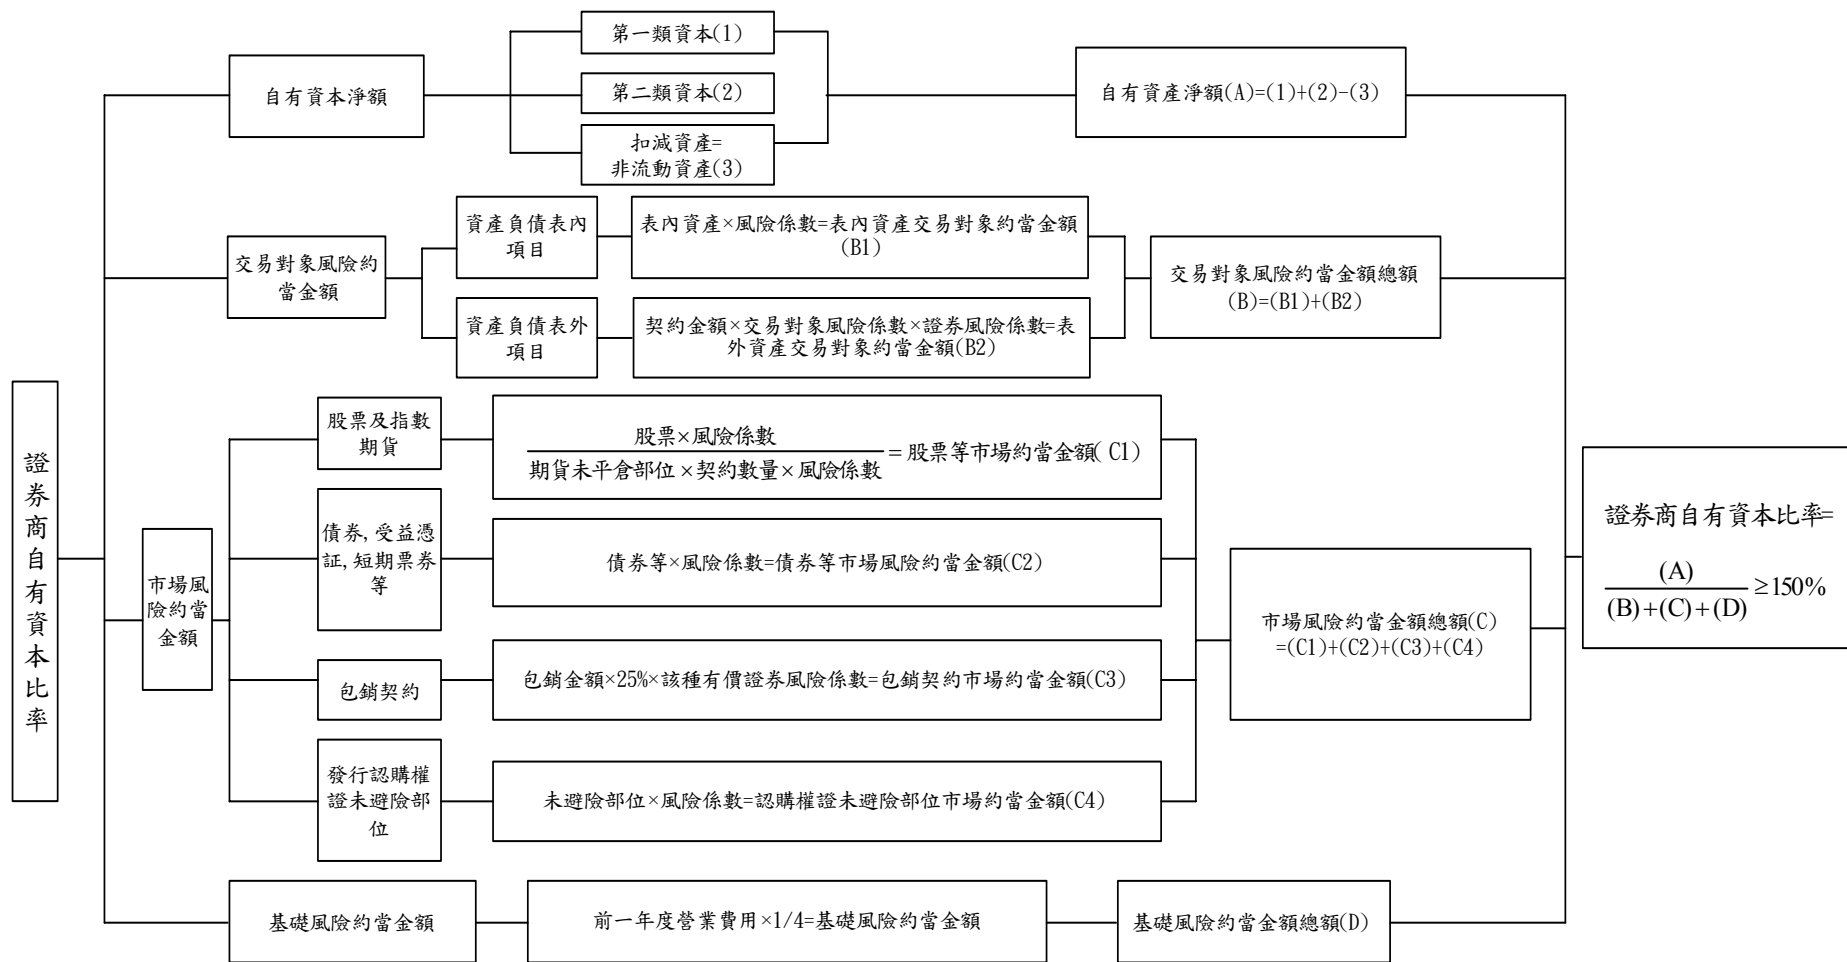 證
券
商
自
有
資
本
比
率
自有資本淨額
第一類資本(1)
第二類資本(2)
扣減資產=
非流動資產(3)
自有資產淨額(A)=(1)+(2)-(3)
交易對象風險約
當金額
資產負債表內
項目
表內資產×風險係數=表內資產交易對象約當金額
(B1)
資產負債表外
項目
契約金額×交易對象風險係數×證券風險係數=表
外資產交易對象約當金額(B2)
交易對象風險約當金額總額
(B)=(B1)+(B2)
市場風
險約當
金額
股票及指數
期貨
股票×風險係數
期貨未平倉部位×契約數量×風險係數
=股票等市場約當金額(C1)
債券,受益憑
証,短期票券
等
債券等×風險係數=債券等市場風險約當金額(C2)
包銷契約
包銷金額×25%×該種有價證券風險係數=包銷契約市場約當金額(C3)
發行認購權
證未避險部
位
未避險部位×風險係數=認購權證未避險部位市場約當金額(C4)
市場風險約當金額總額(C)
=(C1)+(C2)+(C3)+(C4)
基礎風險約當金額
前一年度營業費用×1/4=基礎風險約當金額
基礎風險約當金額總額(D)
證券商自有資本比率=
(A)
(B)+(C)+(D)
≥150%